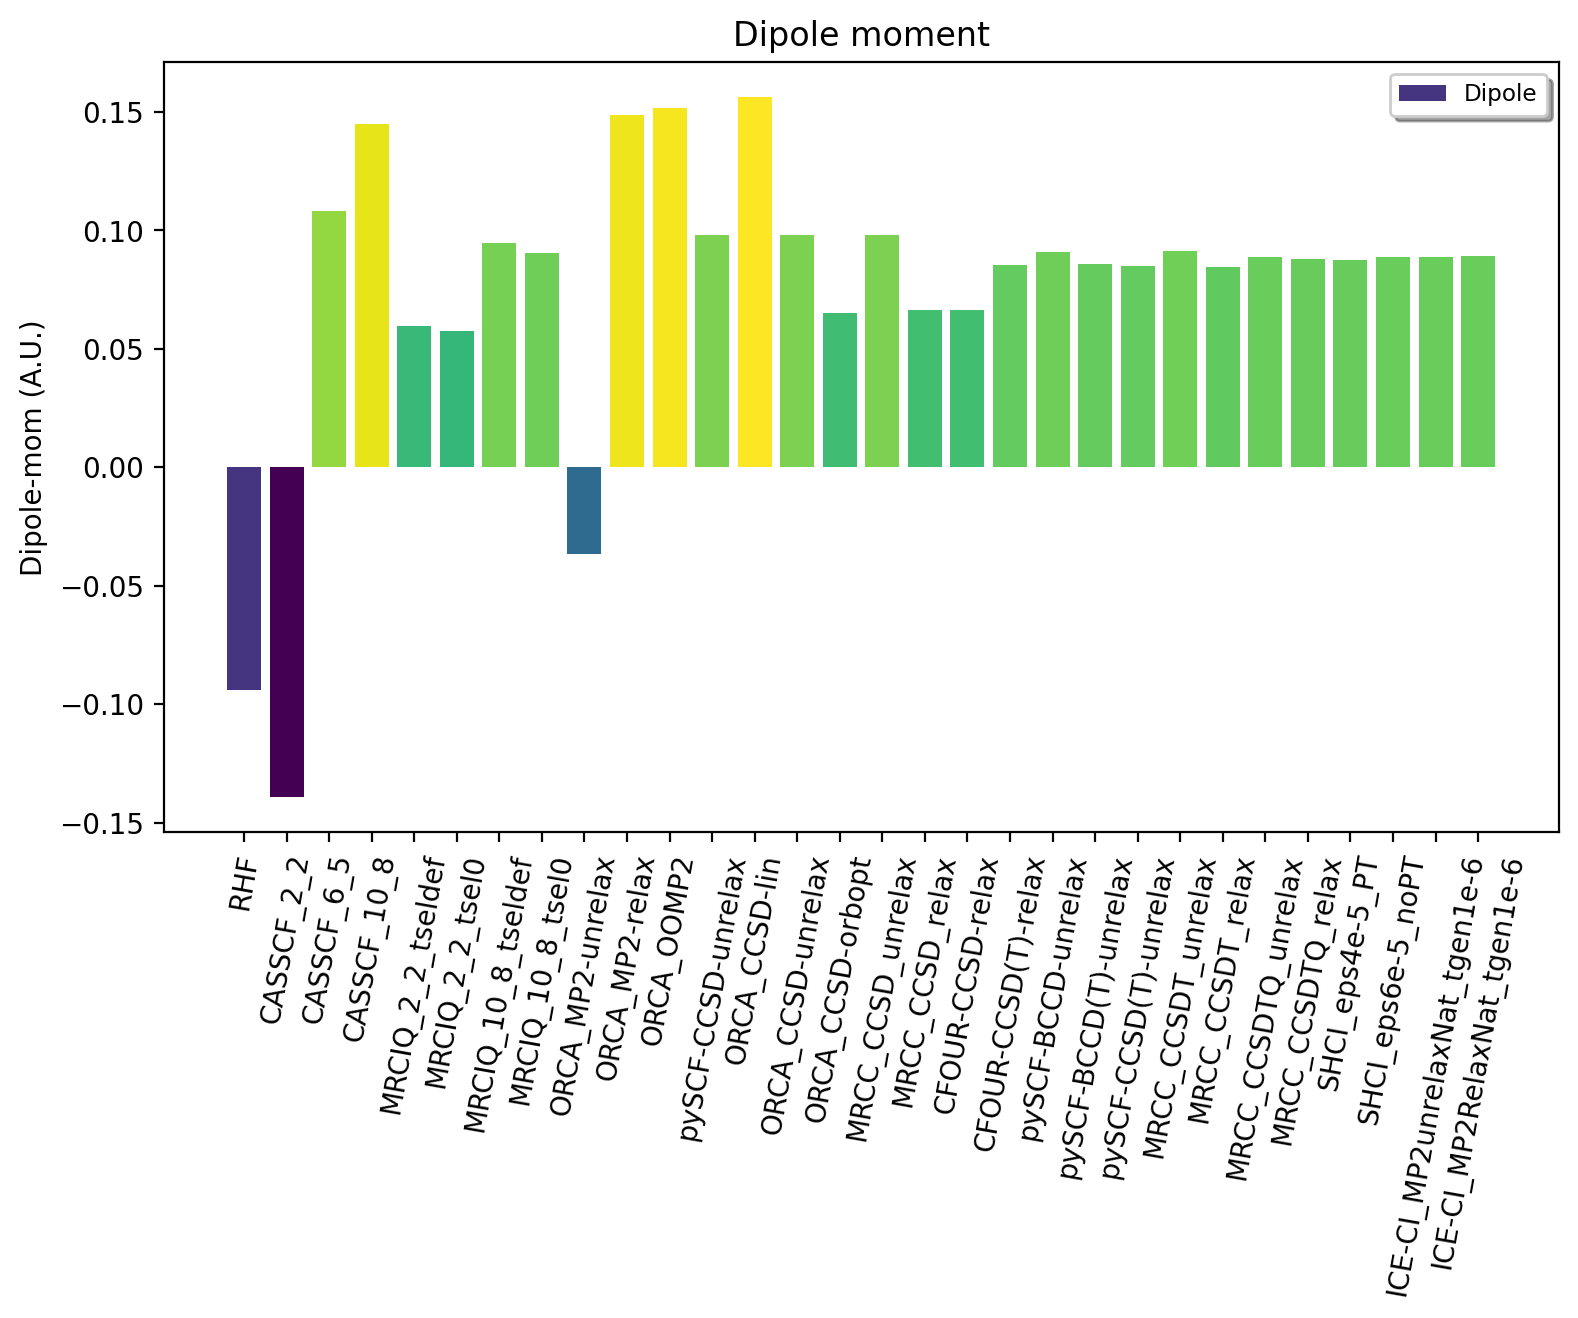 Dipole moment
Dipole
0.15
0.10
0.05
0.00
−0.05
−0.10
−0.15
Dipole-mom (A.U.)
RHF
CASSCF_2_2
CASSCF_6_5
CASSCF_10_8
MRCIQ_2_2_tseldef
MRCIQ_2_2_tsel0
MRCIQ_10_8_tseldef
MRCIQ_10_8_tsel0
ORCA_MP2-unrelax
ORCA_MP2-relax
ORCA_OOMP2
pySCF-CCSD-unrelax
ORCA_CCSD-lin
ORCA_CCSD-unrelax
ORCA_CCSD-orbopt
MRCC_CCSD_unrelax
MRCC_CCSD_relax
CFOUR-CCSD-relax
CFOUR-CCSD(T)-relax
pySCF-BCCD-unrelax
pySCF-BCCD(T)-unrelax
pySCF-CCSD(T)-unrelax
MRCC_CCSDT_unrelax
MRCC_CCSDT_relax
MRCC_CCSDTQ_unrelax
MRCC_CCSDTQ_relax
SHCI_eps4e-5_PT
SHCI_eps6e-5_noPT
ICE-CI_MP2unrelaxNat_tgen1e-6
ICE-CI_MP2RelaxNat_tgen1e-6